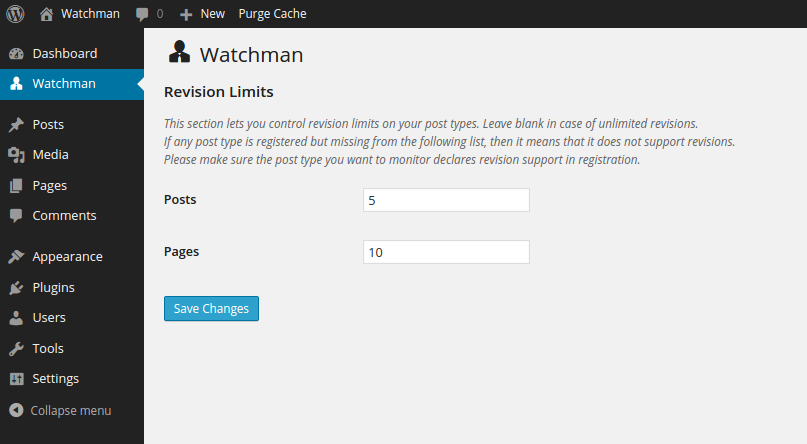 Watchman 0 New Purge Cache
Dashboard
Watchman
Posts
Media
Pages
Comments
Appearance
Plugins
Users
Tools
Settings
Collapse menu
Watchman
Revision Limits
This section lets you control revision limits on your post types. Leave blank in case of unlimited revisions.
If any post type is registered but missing from the following list, then it means that it does not support revisions.
Please make sure the post type you want to monitor declares revision support in registration.
Posts 5
Pages 10
Save Changes